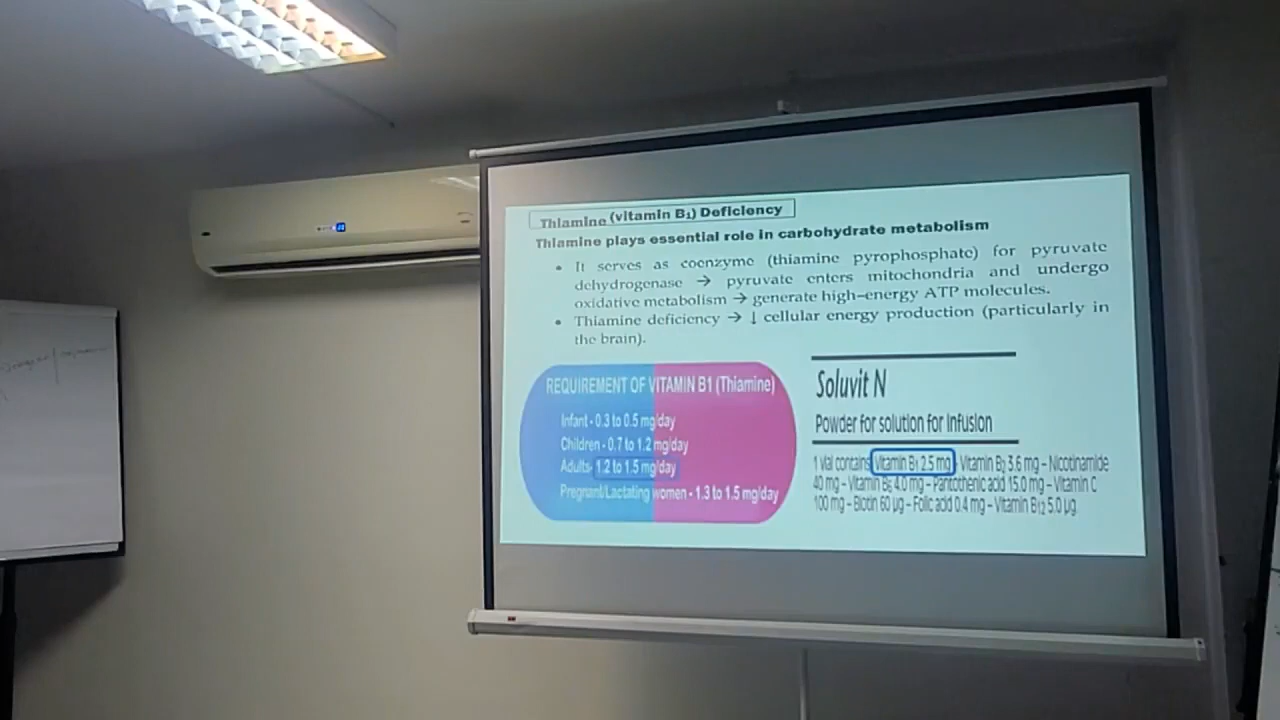 Thiamine (vitamin B₁) Deficiency
Thiamine plays essential role in carbohydrate metabolism
• It serves as coenzyme (thiamine pyrophosphate) for pyruvate
dehydrogenase → pyruvate enters mitochondria and undergo
oxidative metabolism → generate high-energy ATP molecules.
• Thiamine deficiency → ↓ cellular energy production (particularly in
the brain).
REQUIREMENT OF VITAMIN B1 (Thiamine)
Infant - 0.3 to 0.5 mg/day
Children - 0.7 to 1.2 mg/day
Adults- 1.2 to 1.5 mg/day
Pregnant/Lactating women - 1.3 to 1.5 mg/day
Soluvit N
Powder for solution for Infusion
1 vial contains Vitamin B₁ 2.5 mg - Vitamin B₂ 3.6 mg – Nicotinamide
40 mg – Vitamin B₆ 4.0 mg – Pantothenic acid 15.0 mg – Vitamin C
100 mg – Biotin 60 µg – Folic acid 0.4 mg – Vitamin B₁₂ 5.0 µg